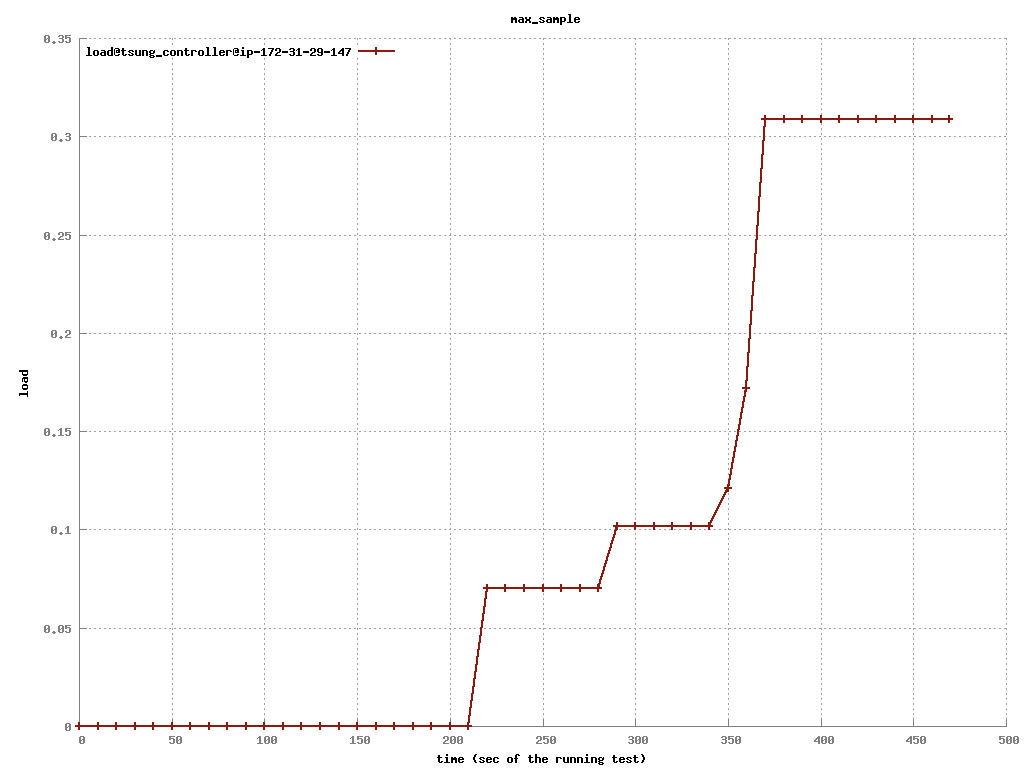 max_sample
load@tsung_controller@ip-172-31-29-147
0.35
0.3
0.25
0.2
0.15
0.1
0.05
0
load
0 50 100 150 200 250 300 350 400 450 500
time (sec of the running test)